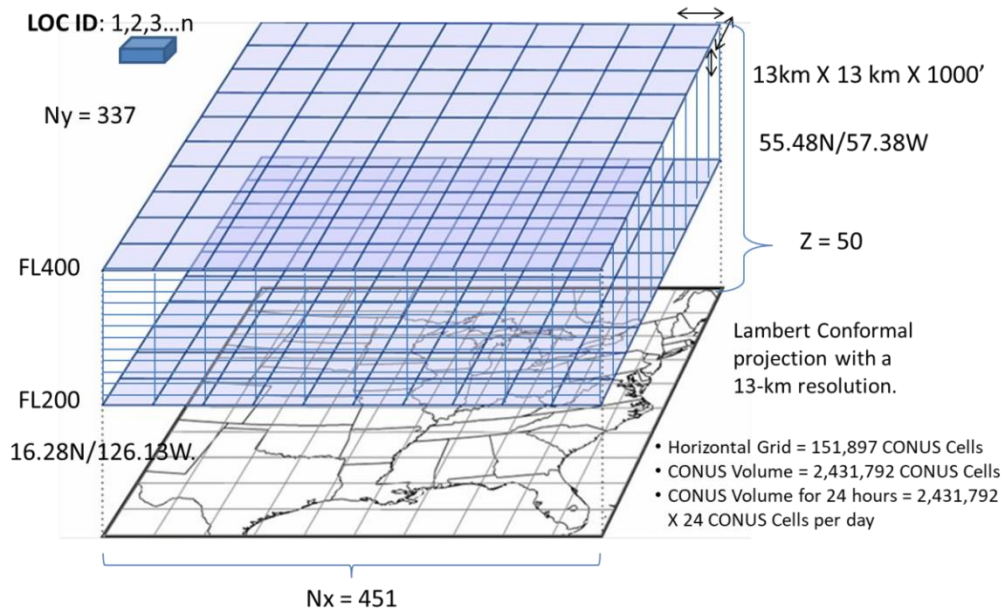 LOC ID: 1,2,3...n
Ny = 337
13km X 13 km X 1000’
55.48N/57.38W
Z = 50
FL400
Lambert Conformal
projection with a
13-km resolution.
FL200
16.28N/126.13W.
• Horizontal Grid = 151,897 CONUS Cells
• CONUS Volume = 2,431,792 CONUS Cells
• CONUS Volume for 24 hours = 2,431,792
X 24 CONUS Cells per day
Nx = 451